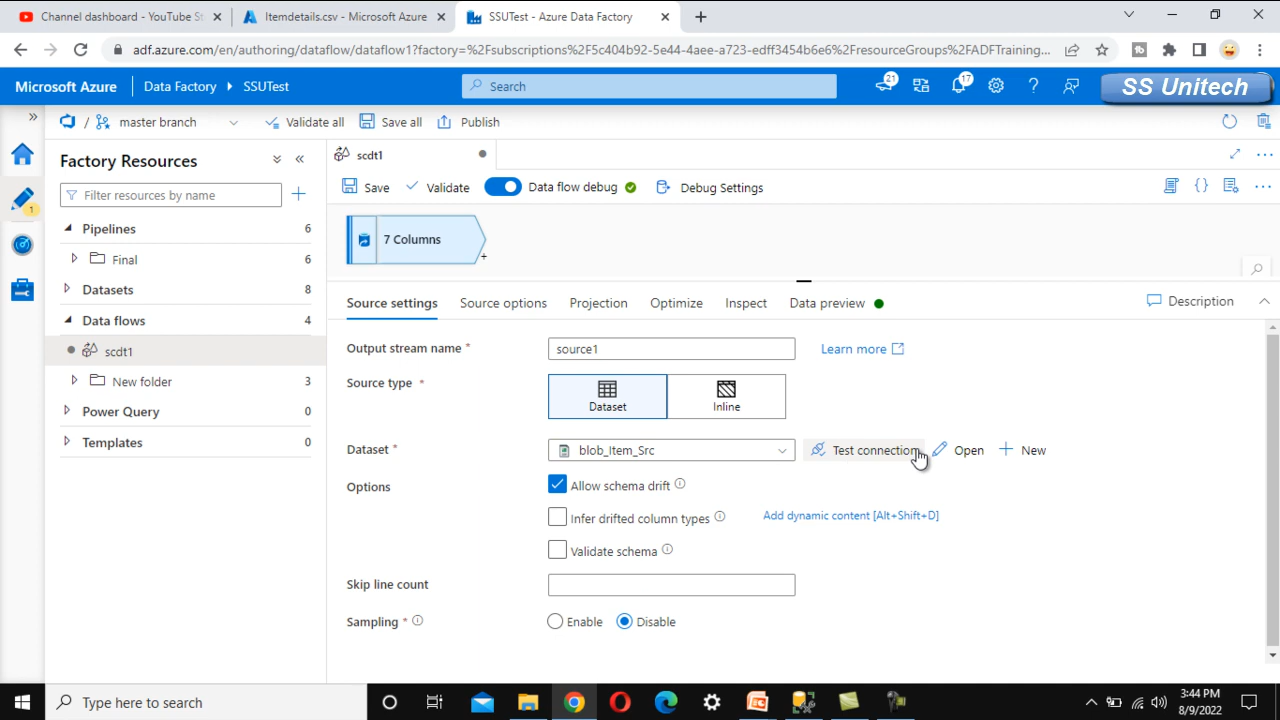 Channel dashboard - YouTube St
Itemdetails.csv - Microsoft Azure
SSUTest - Azure Data Factory
adf.azure.com/en/authoring/dataflow/dataflow1?factory=%2Fsubscriptions%2F5c404b92-5e44-4aee-a723-edff3454b6e6%2FresourceGroups%2FADFTraining...
Microsoft Azure
Data Factory
SSUTest
Search
21
17
SS Unitech
master branch
Validate all
Save all
Publish
1
Factory Resources
Filter resources by name
Pipelines 6
Final 6
Datasets 8
Data flows 4
scdt1
New folder 3
Power Query 0
Templates 0
scdt1
Save
Validate
Data flow debug
Debug Settings
7 Columns
Source settings
Source options
Projection
Optimize
Inspect
Data preview
Description
Output stream name *
source1
Learn more
Source type *
Dataset
Inline
Dataset *
blob_Item_Src
Test connection
Open
New
Options
Allow schema drift
Infer drifted column types
Add dynamic content [Alt+Shift+D]
Validate schema
Skip line count
Sampling *
Enable
Disable
Type here to search
3:44 PM
8/9/2022